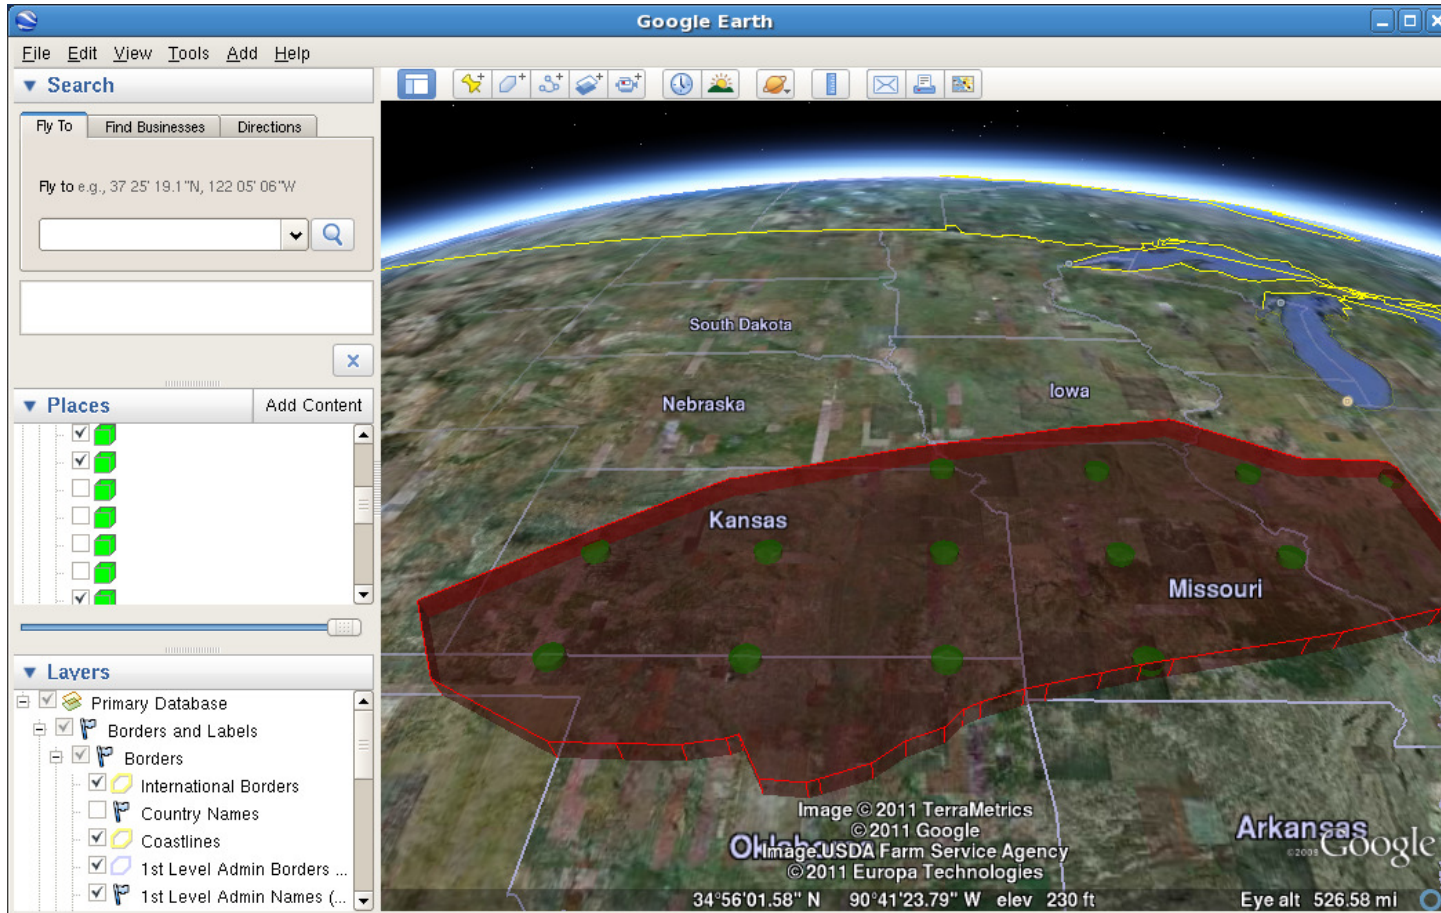 Google Earth
File Edit View Tools Add Help
Search
Fly To Find Businesses Directions
Fly to e.g., 37 25' 19.1"N, 122 05' 06"W
Places Add Content
Layers
Primary Database
Borders and Labels
Borders
International Borders
Country Names
Coastlines
1st Level Admin Borders ...
1st Level Admin Names (...
South Dakota
Nebraska
Iowa
Kansas
Missouri
Image © 2011 TerraMetrics
© 2011 Google
Image USDA Farm Service Agency
© 2011 Europa Technologies
Arkansas
©2009 Google
34°56'01.58" N 90°41'23.79" W elev 230 ft Eye alt 526.58 mi